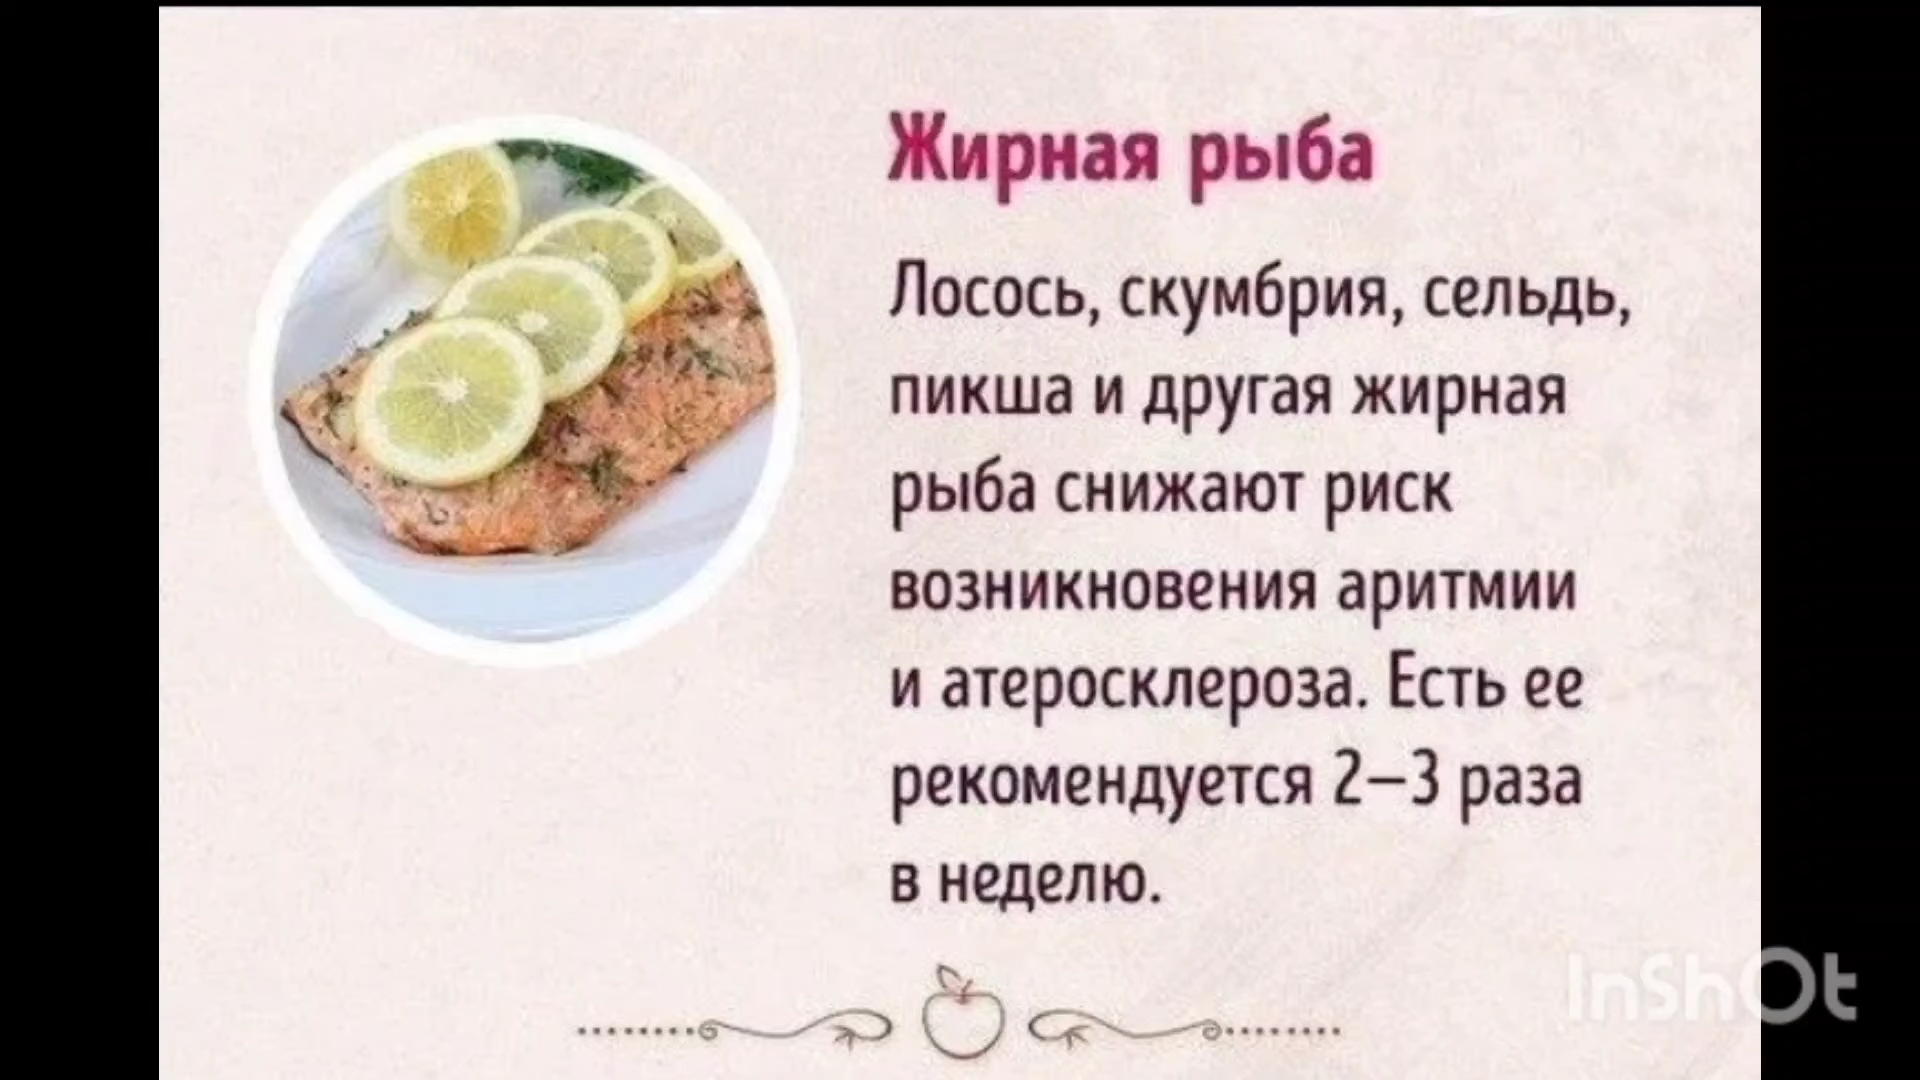 Жирная рыба
Лосось, скумбрия, сельдь,
пикша и другая жирная
рыба снижают риск
возникновения аритмии
и атеросклероза. Есть ее
рекомендуется 2–3 раза
в неделю.
InShOt